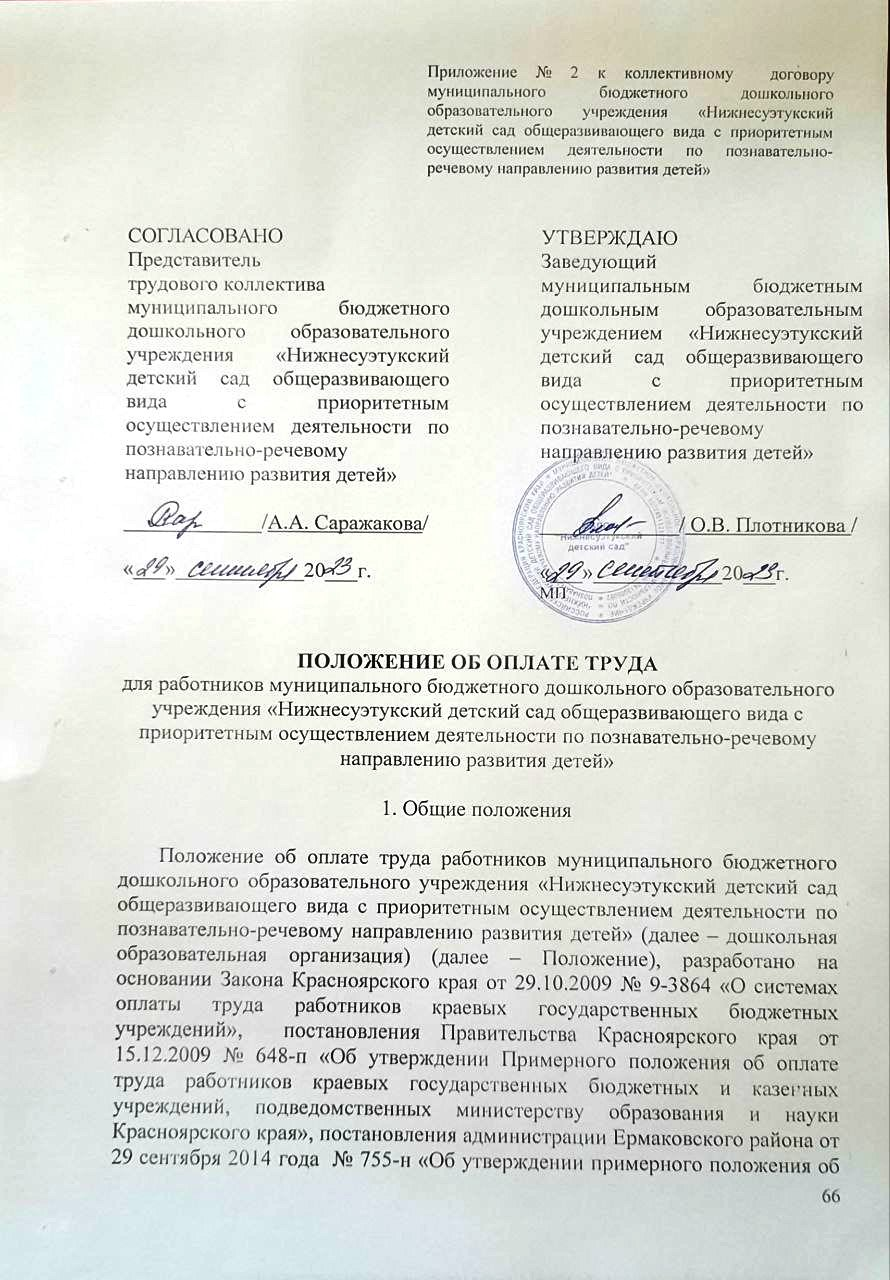 Приложение № 2 к коллективному договору
муниципального бюджетного дошкольного
образовательного учреждения «Нижнесуэтукский
детский сад общеразвивающего вида с приоритетным
осуществлением деятельности по познавательно-
речевому направлению развития детей»
СОГЛАСОВАНО
Представитель
трудового коллектива
муниципального бюджетного
дошкольного образовательного
учреждения «Нижнесуэтукский
детский сад общеразвивающего
вида с приоритетным
осуществлением деятельности по
познавательно-речевому
направлению развития детей»
/А.А. Саражакова/
«29» сентября 2023 г.
УТВЕРЖДАЮ
Заведующий
муниципальным бюджетным
дошкольным образовательным
учреждением «Нижнесуэтукский
детский сад общеразвивающего
вида с приоритетным
осуществлением деятельности по
познавательно-речевому
направлению развития детей»
/ О.В. Плотникова /
"Нижнесуэтукский
детский сад"
«29» сентября 2023г.
МП
ПОЛОЖЕНИЕ ОБ ОПЛАТЕ ТРУДА
для работников муниципального бюджетного дошкольного образовательного
учреждения «Нижнесуэтукский детский сад общеразвивающего вида с
приоритетным осуществлением деятельности по познавательно-речевому
направлению развития детей»
1. Общие положения
Положение об оплате труда работников муниципального бюджетного
дошкольного образовательного учреждения «Нижнесуэтукский детский сад
общеразвивающего вида с приоритетным осуществлением деятельности по
познавательно-речевому направлению развития детей» (далее – дошкольная
образовательная организация) (далее – Положение), разработано на
основании Закона Красноярского края от 29.10.2009 № 9-3864 «О системах
оплаты труда работников краевых государственных бюджетных
учреждений», постановления Правительства Красноярского края от
15.12.2009 № 648-п «Об утверждении Примерного положения об оплате
труда работников краевых государственных бюджетных и казенных
учреждений, подведомственных министерству образования и науки
Красноярского края», постановления администрации Ермаковского района от
29 сентября 2014 года № 755-н «Об утверждении примерного положения об
66